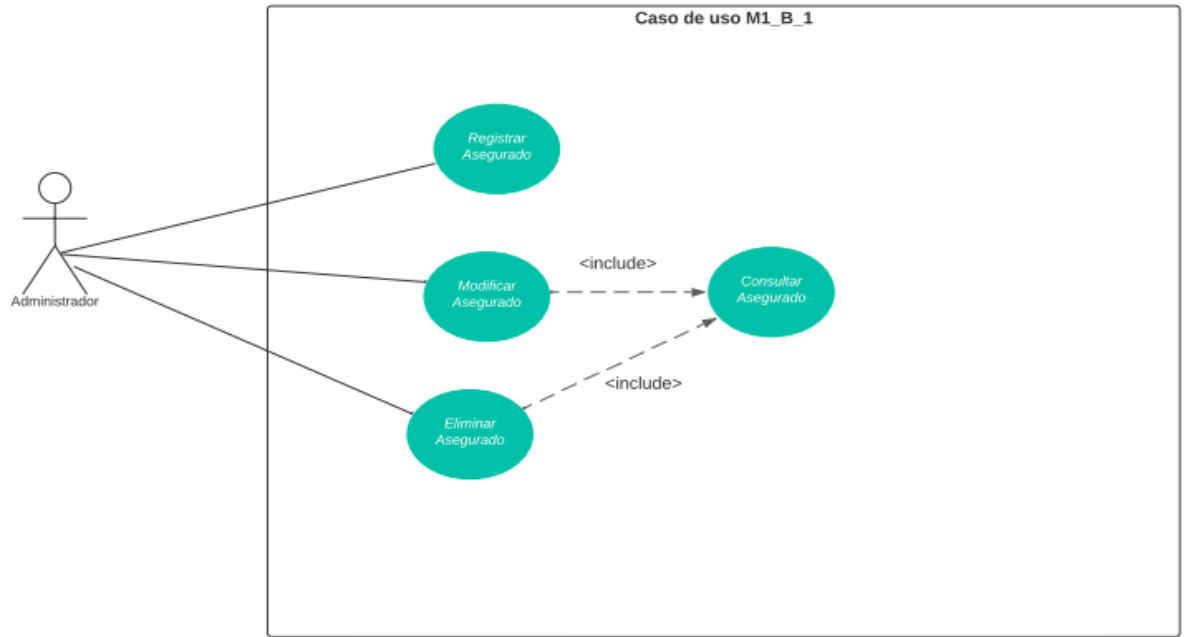 Caso de uso M1_B_1
Registrar
Asegurado
Administrador
Modificar
Asegurado
<include>
Consultar
Asegurado
<include>
Eliminar
Asegurado